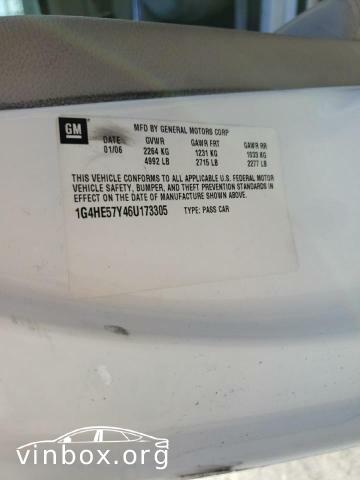 GM
MFD BY GENERAL MOTORS CORP
DATE GVWR GAWR FRT GAWR RR
01/06 2264 KG 1231 KG 1033 KG
4992 LB 2715 LB 2277 LB
THIS VEHICLE CONFORMS TO ALL APPLICABLE U.S. FEDERAL MOTOR
VEHICLE SAFETY, BUMPER, AND THEFT PREVENTION STANDARDS IN
EFFECT ON THE DATE OF MANUFACTURE SHOWN ABOVE.
1G4HE57Y46U173305 TYPE: PASS CAR
vinbox.org